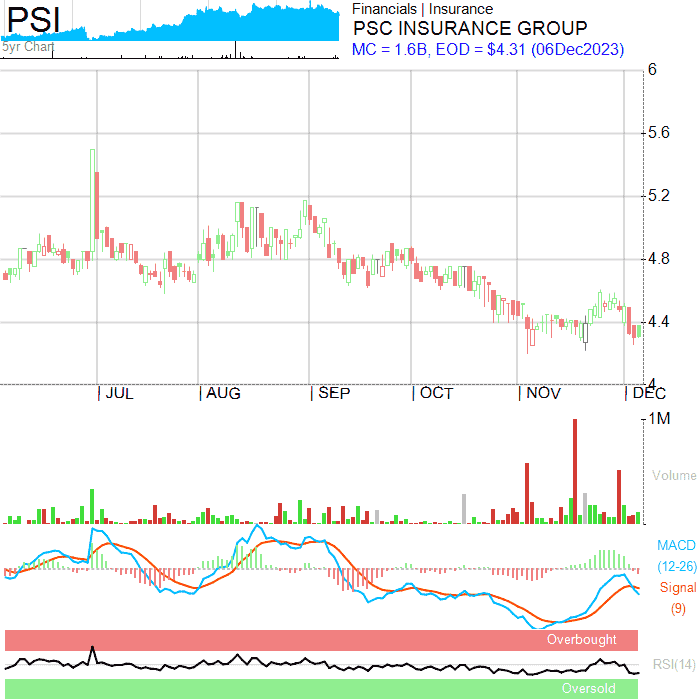 PSI
5yr Chart
Financials | Insurance
PSC INSURANCE GROUP
MC = 1.6B, EOD = $4.31 (06Dec2023)
6
5.6
5.2
4.8
4.4
4
| JUL | AUG | SEP | OCT | NOV | DEC
1M
Volume
MACD
(12-26)
Signal
(9)
Overbought
RSI(14)
Oversold